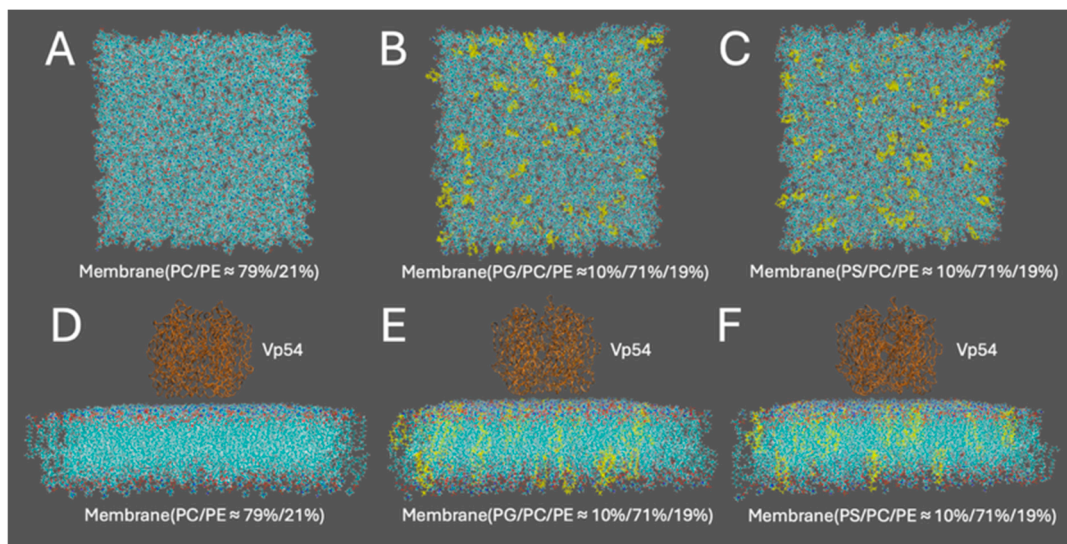 A
B
C
Membrane(PC/PE ≈ 79%/21%)
Membrane(PG/PC/PE ≈10%/71%/19%)
Membrane(PS/PC/PE ≈ 10%/71%/19%)
D
Vp54
E
Vp54
F
Vp54
Membrane(PC/PE ≈ 79%/21%)
Membrane(PG/PC/PE ≈ 10%/71%/19%)
Membrane(PS/PC/PE ≈ 10%/71%/19%)